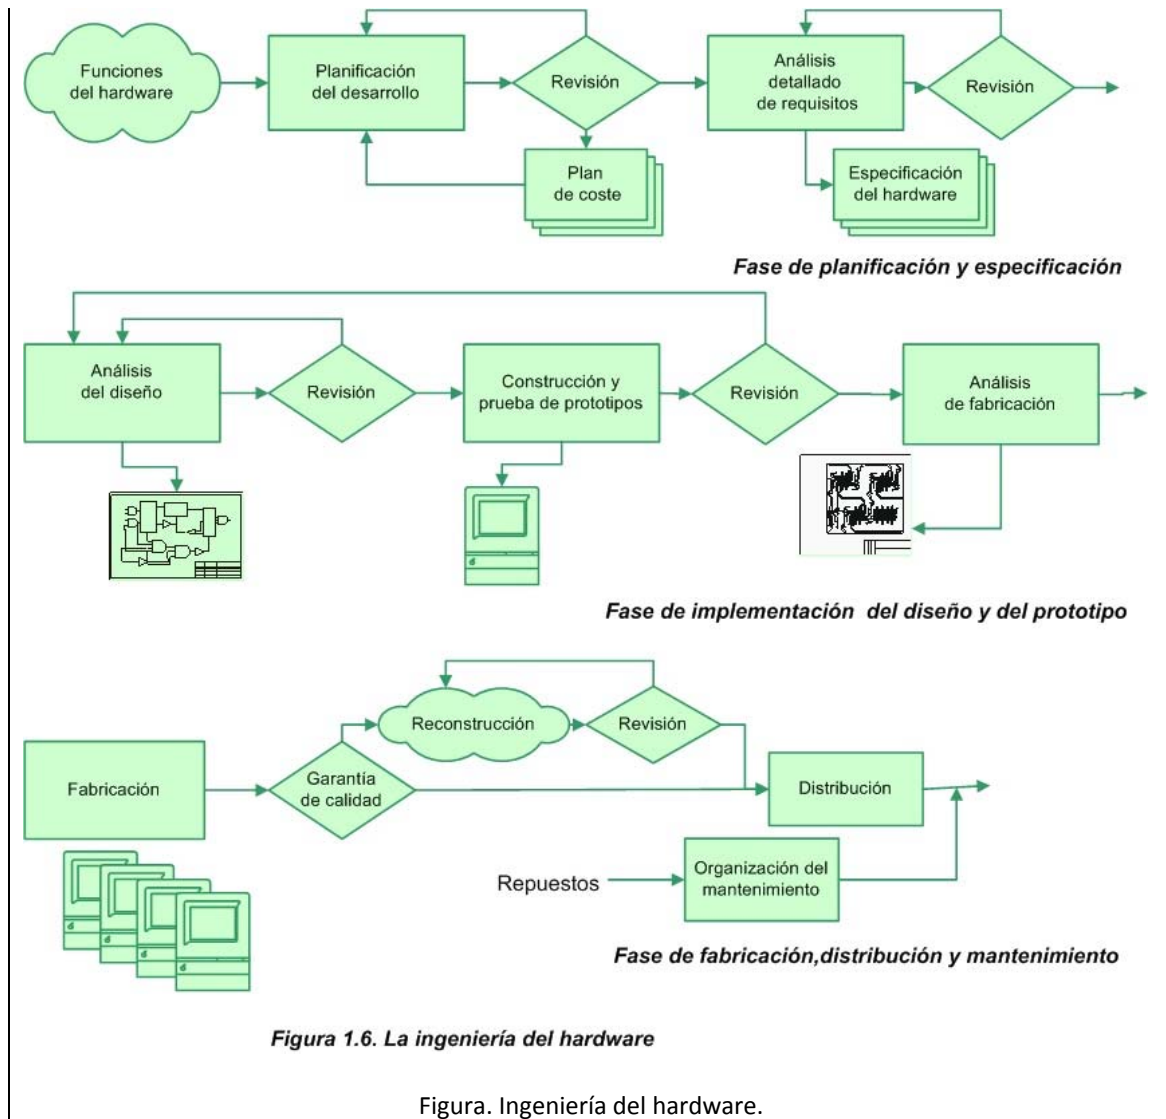 Funciones
del hardware
Planificación
del desarrollo
Revisión
Análisis
detallado
de requisitos
Revisión
Plan
de coste
Especificación
del hardware
Fase de planificación y especificación
Análisis
del diseño
Revisión
Construcción y
prueba de prototipos
Revisión
Análisis
de fabricación
Fase de implementación  del diseño y del prototipo
Reconstrucción
Revisión
Fabricación
Garantía
de calidad
Distribución
Repuestos
Organización del
mantenimiento
Fase de fabricación,distribución y mantenimiento
Figura 1.6. La ingeniería del hardware
Figura. Ingeniería del hardware.